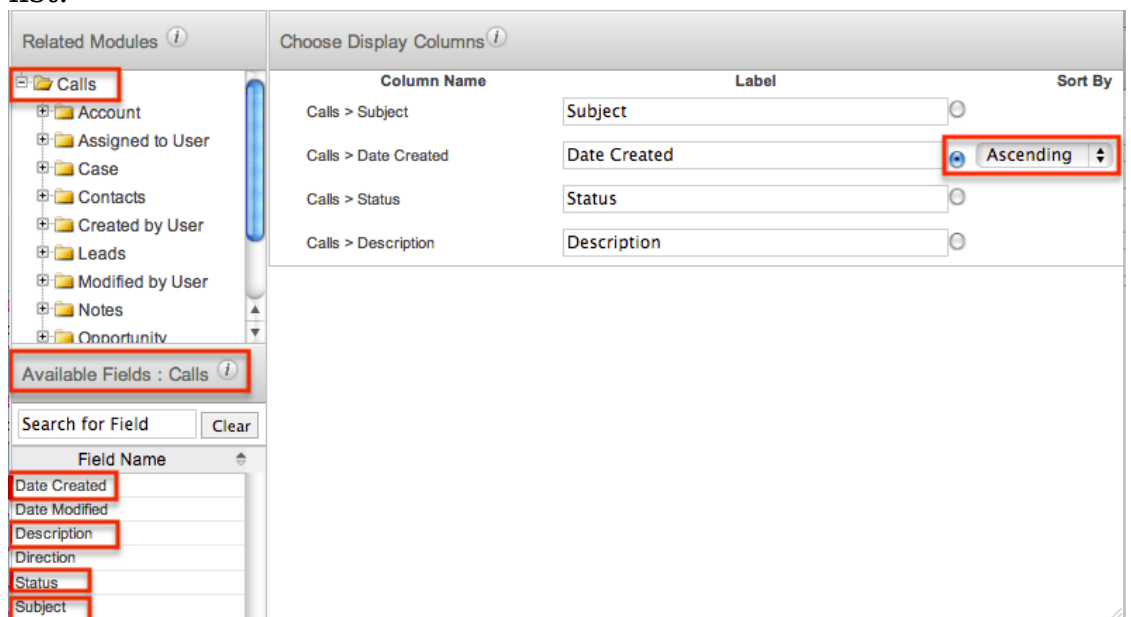 Related Modules i
Calls
Account
Assigned to User
Case
Contacts
Created by User
Leads
Modified by User
Notes
Opportunity
Available Fields : Calls i
Search for Field Clear
Field Name
Date Created
Date Modified
Description
Direction
Status
Subject
Choose Display Columns i
Column Name Label Sort By
Calls > Subject Subject
Calls > Date Created Date Created Ascending
Calls > Status Status
Calls > Description Description